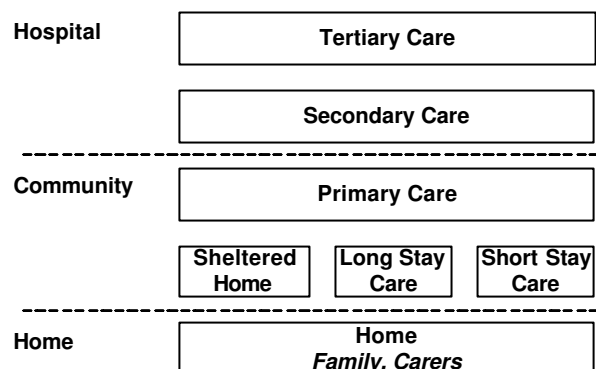 Hospital
Tertiary Care
Secondary Care
Community
Primary Care
Sheltered Home
Long Stay Care
Short Stay Care
Home
Home
Family, Carers